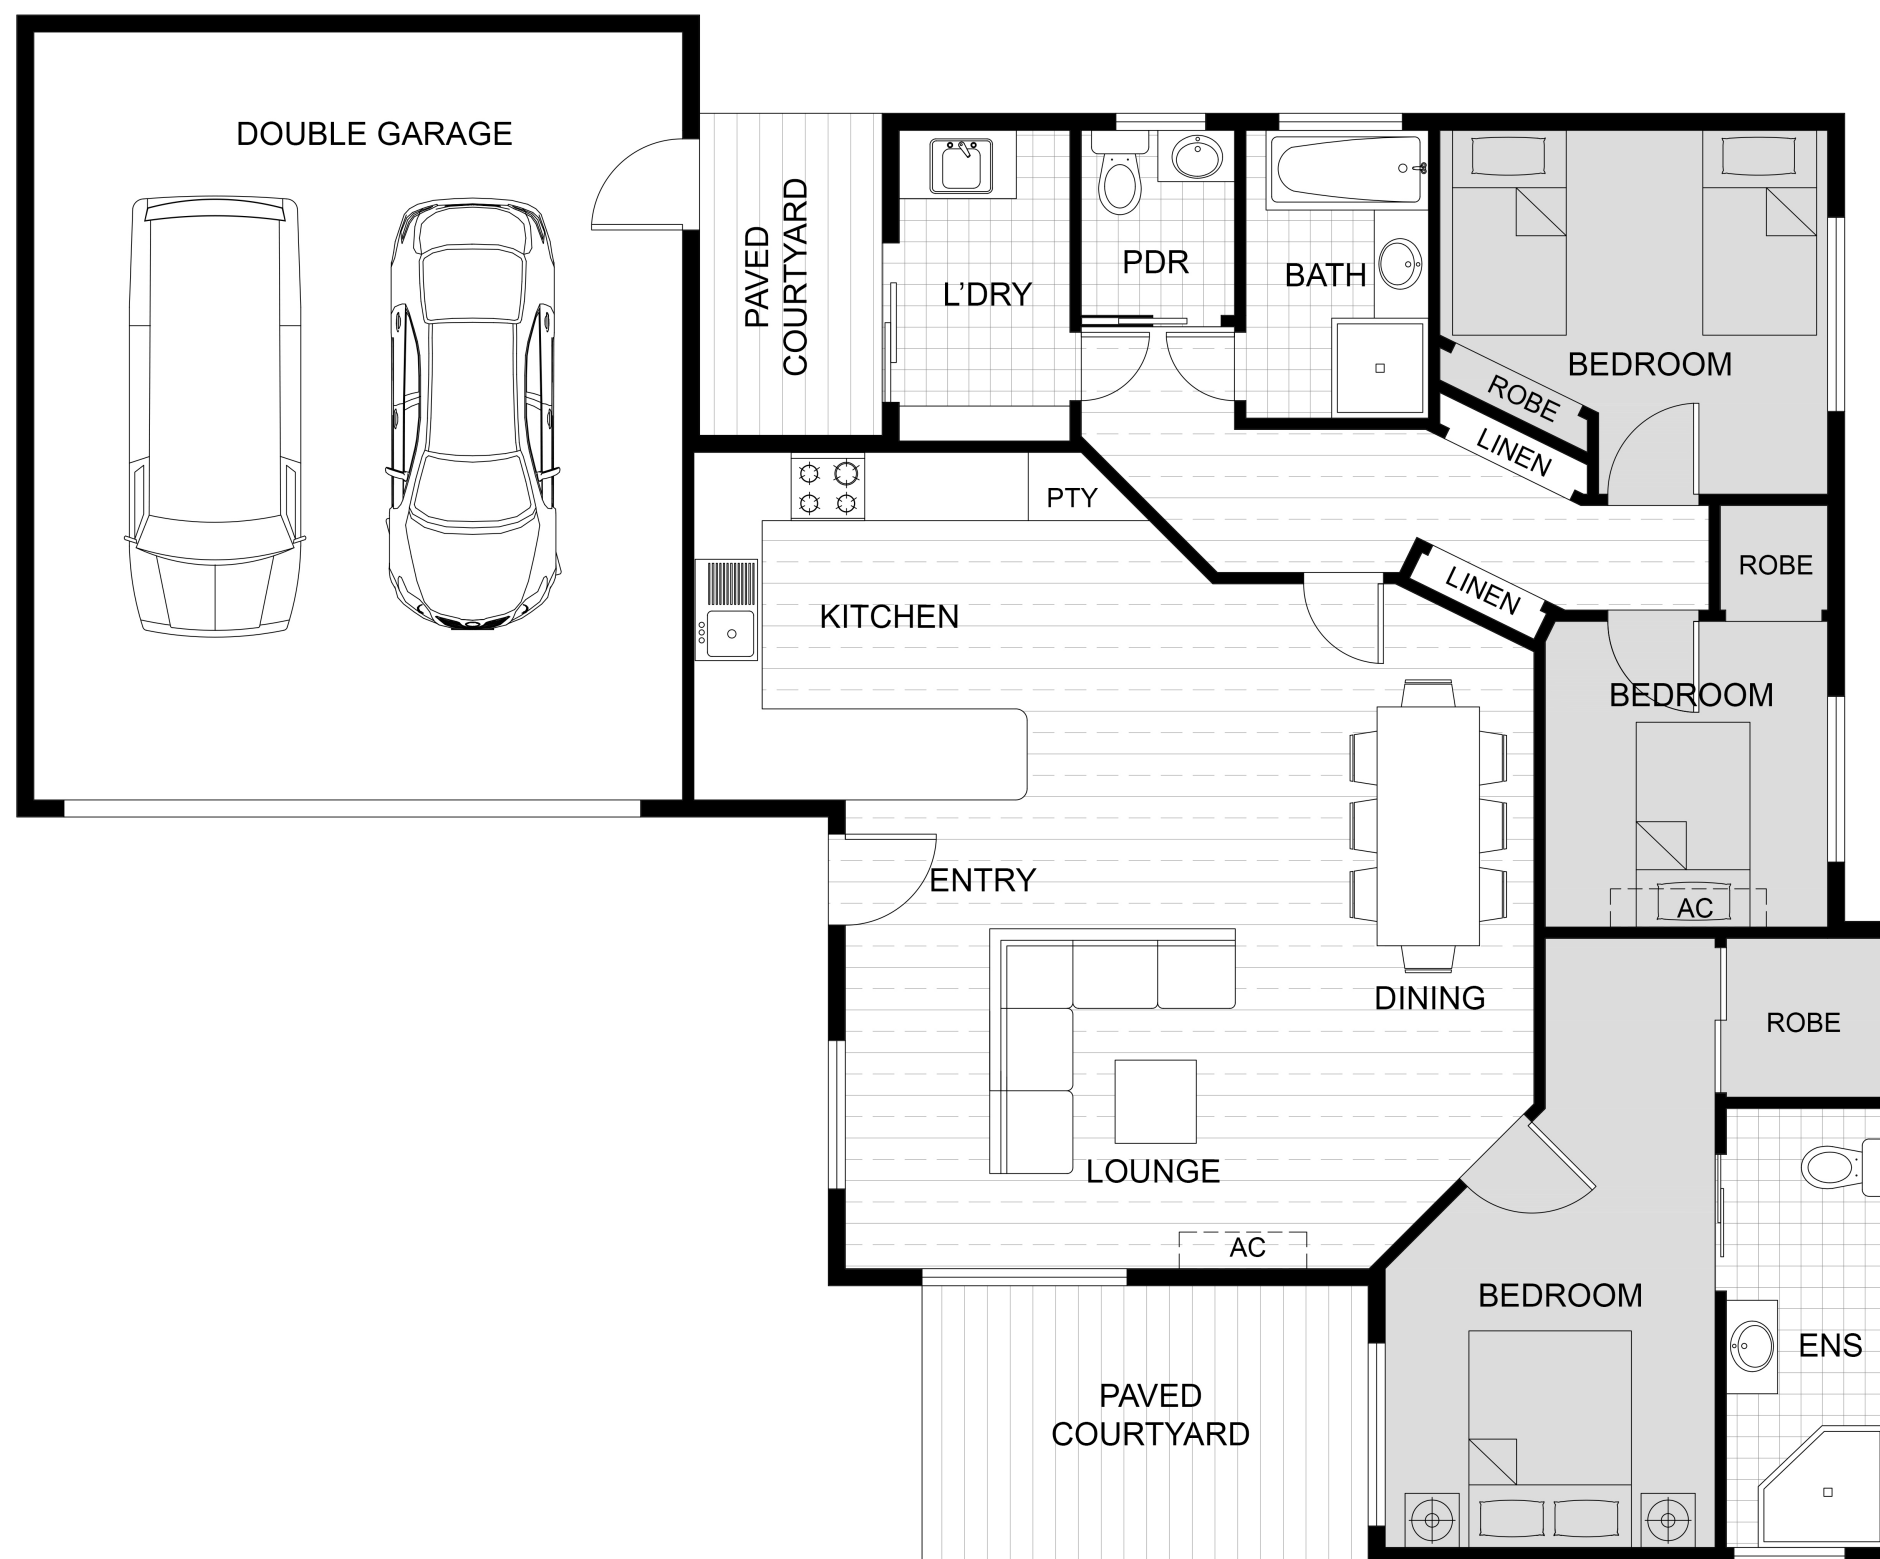 DOUBLE GARAGE
PAVED
COURTYARD
L'DRY
PDR
BATH
BEDROOM
ROBE
LINEN
PTY
KITCHEN
LINEN
ROBE
BEDROOM
AC
ENTRY
DINING
ROBE
LOUNGE
AC
BEDROOM
ENS
PAVED
COURTYARD